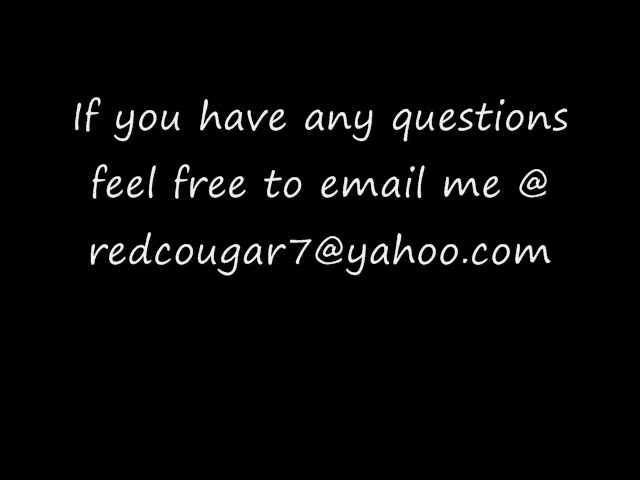 If you have any questions
feel free to email me @
redcougar7@yahoo.com